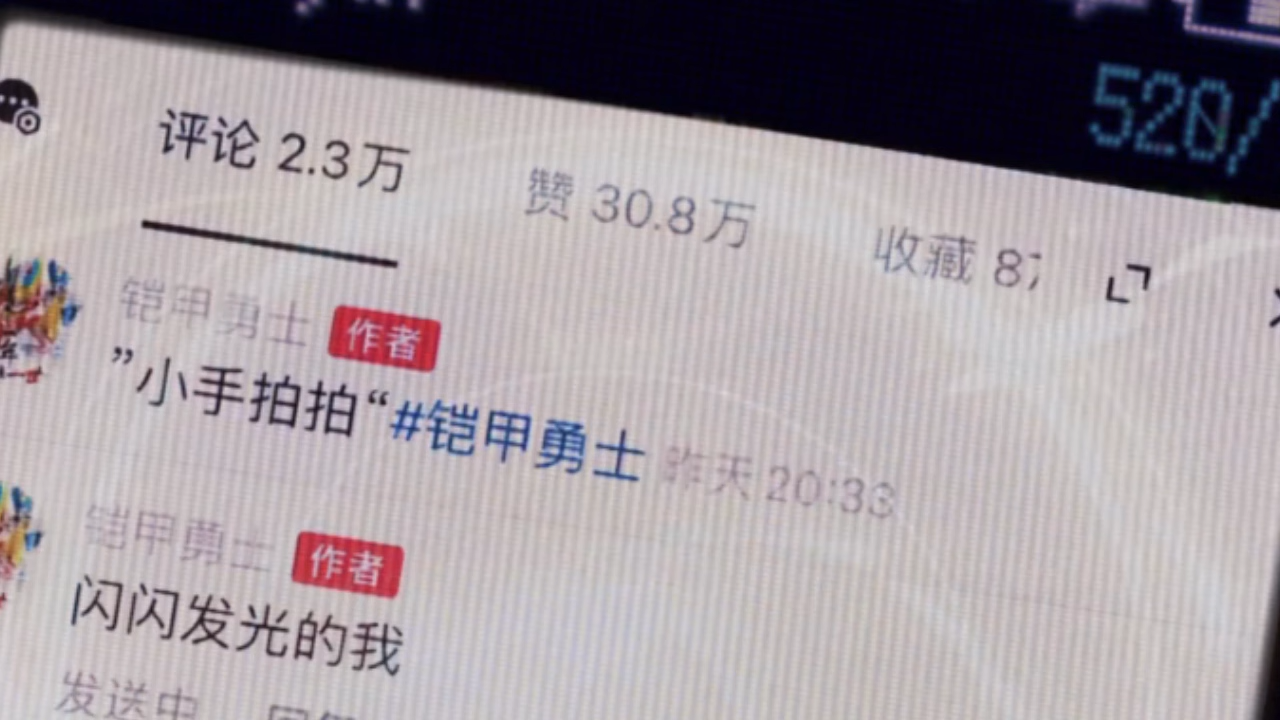 520/
评论 2.3万 赞 30.8万 收藏 87
铠甲勇士 作者
”小手拍拍“#铠甲勇士 昨天 20:33
铠甲勇士 作者
闪闪发光的我
发送中